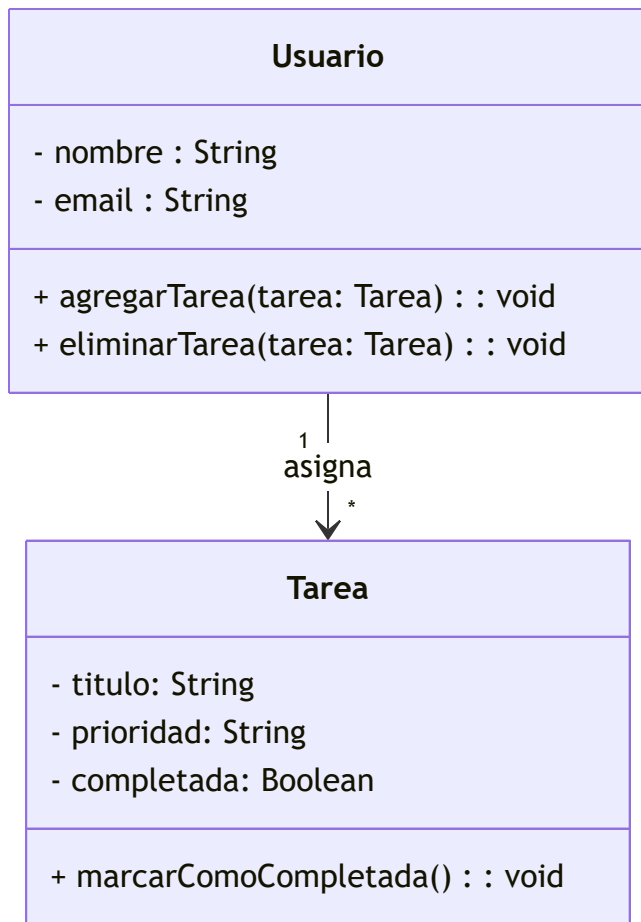 Usuario
- nombre : String
- email : String
+ agregarTarea(tarea: Tarea) : : void
+ eliminarTarea(tarea: Tarea) : : void
1
asigna
*
Tarea
- titulo: String
- prioridad: String
- completada: Boolean
+ marcarComoCompletada() : : void